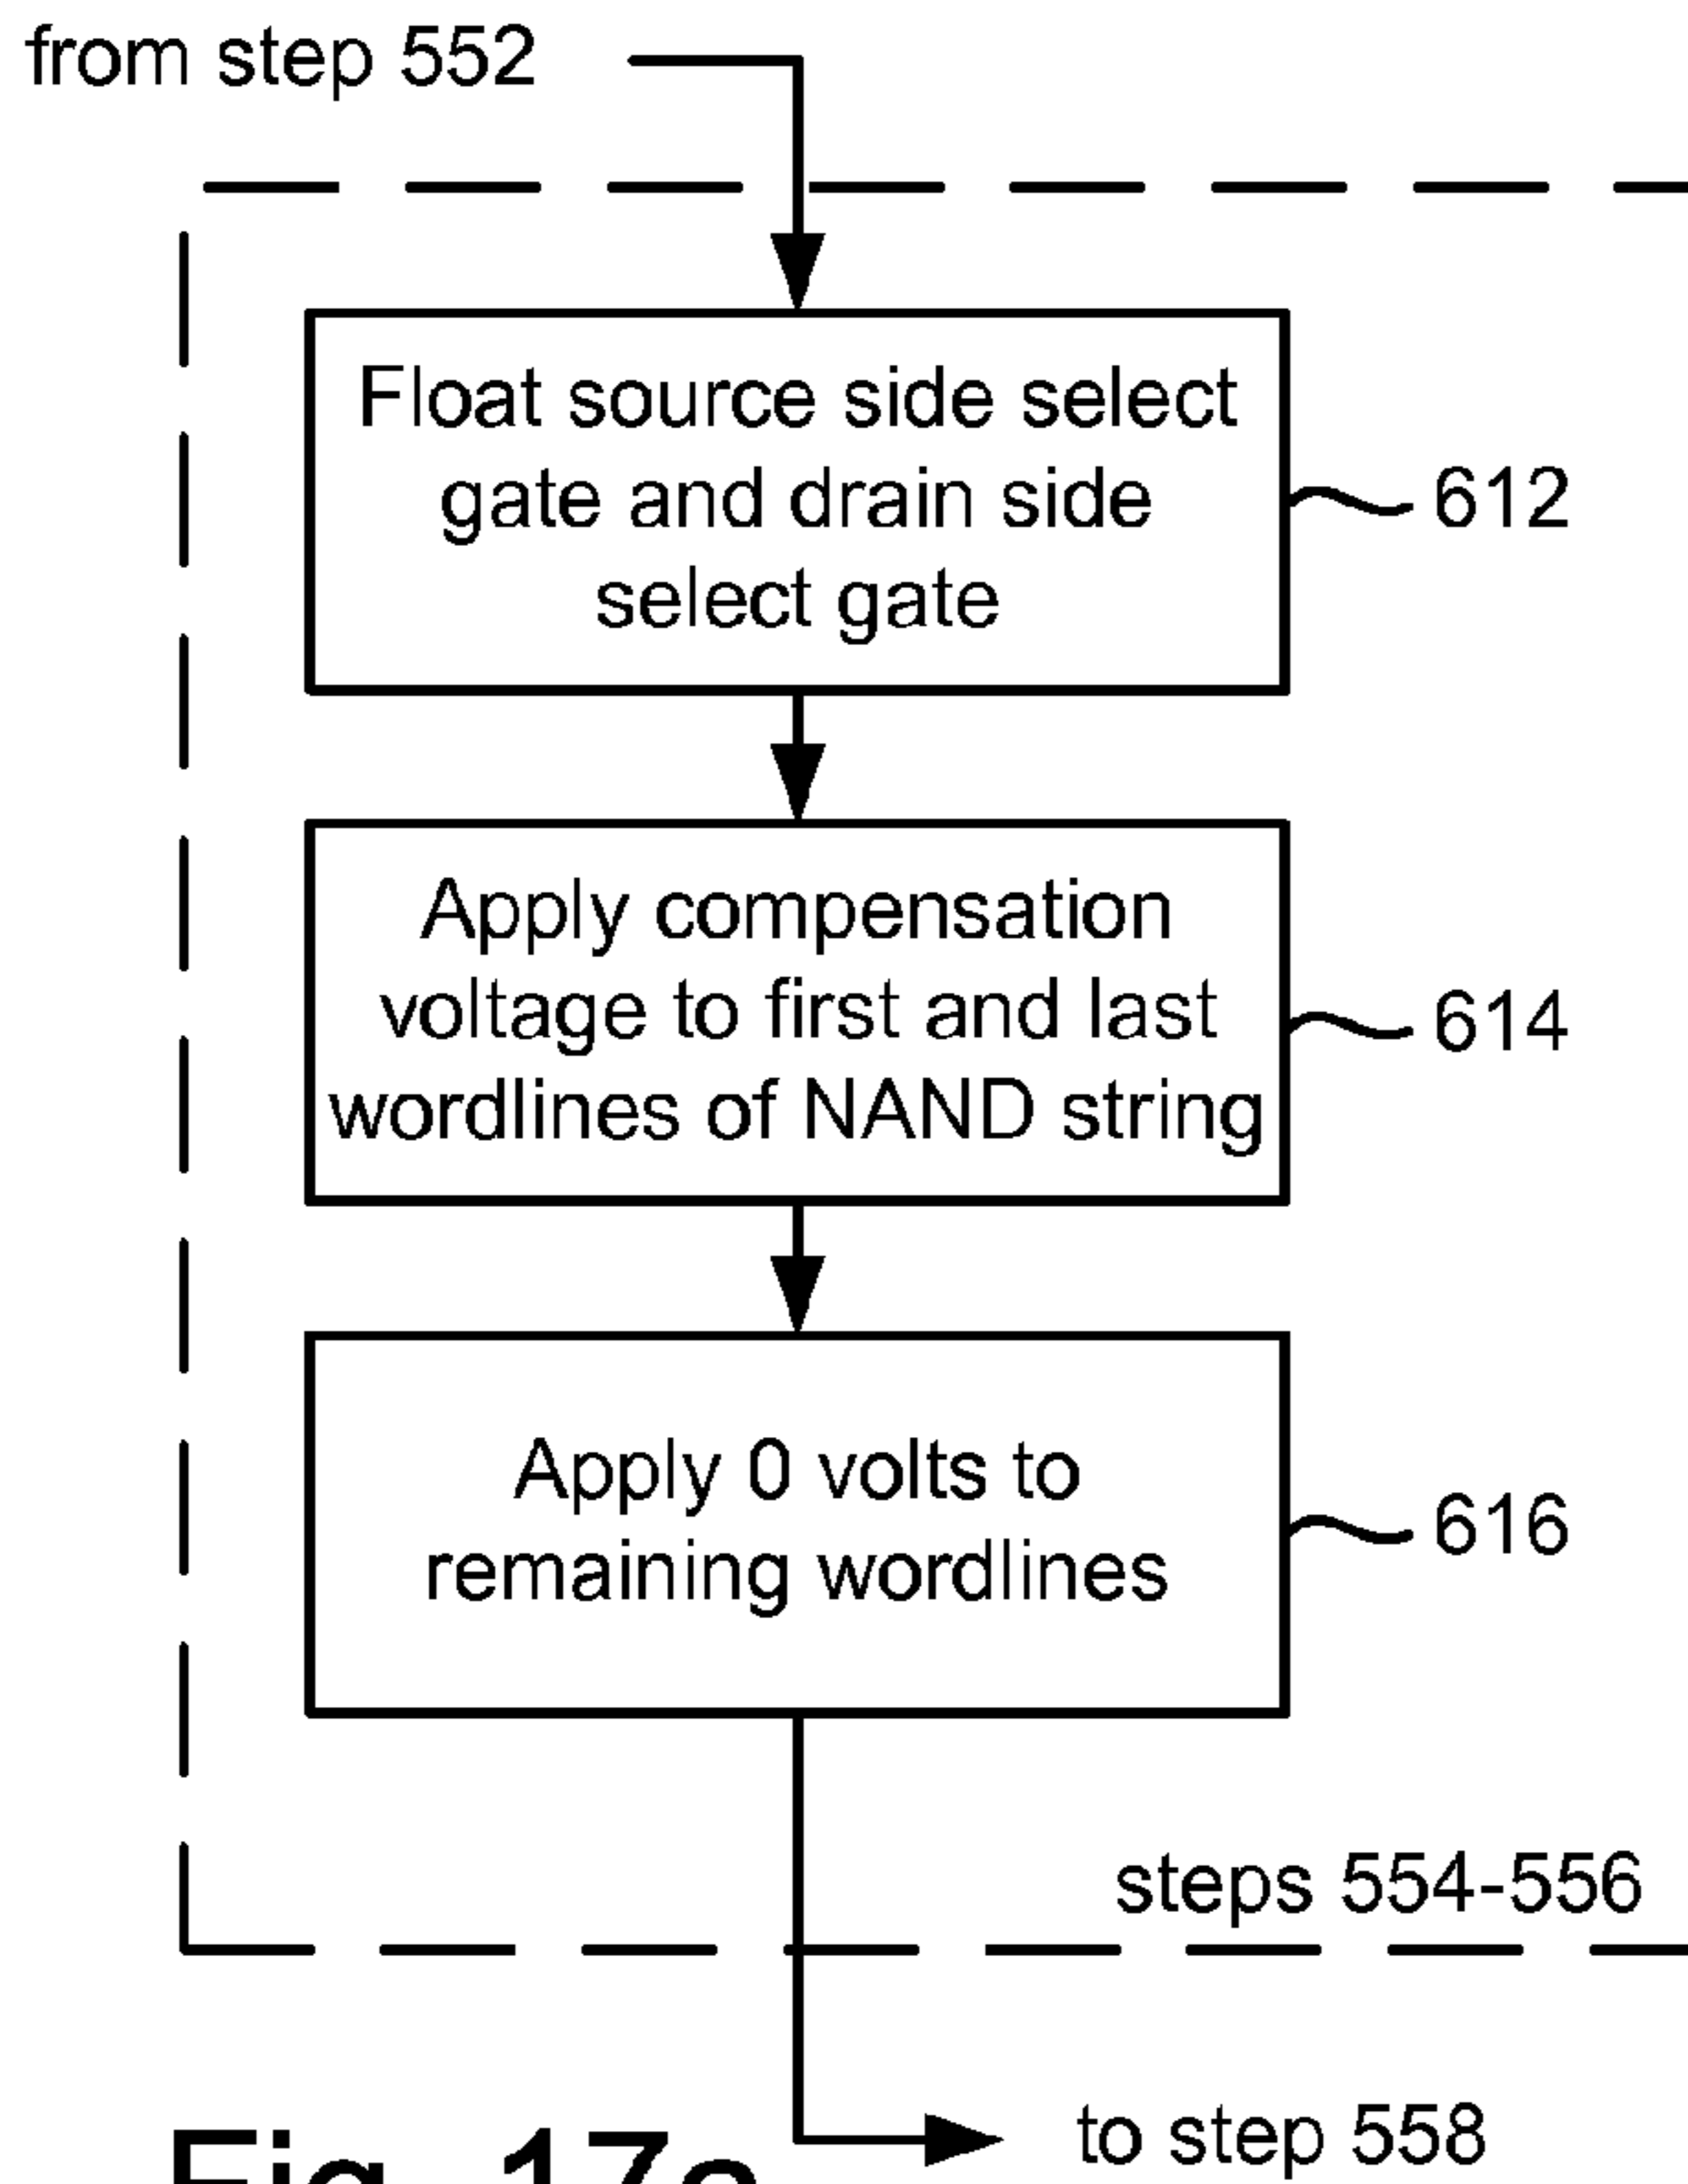 from step 552
Float source side select
gate and drain side
select gate
612
Apply compensation
voltage to first and last
wordlines of NAND string
614
Apply 0 volts to
remaining wordlines
616
steps 554-556
to step 558
Fig. 17c